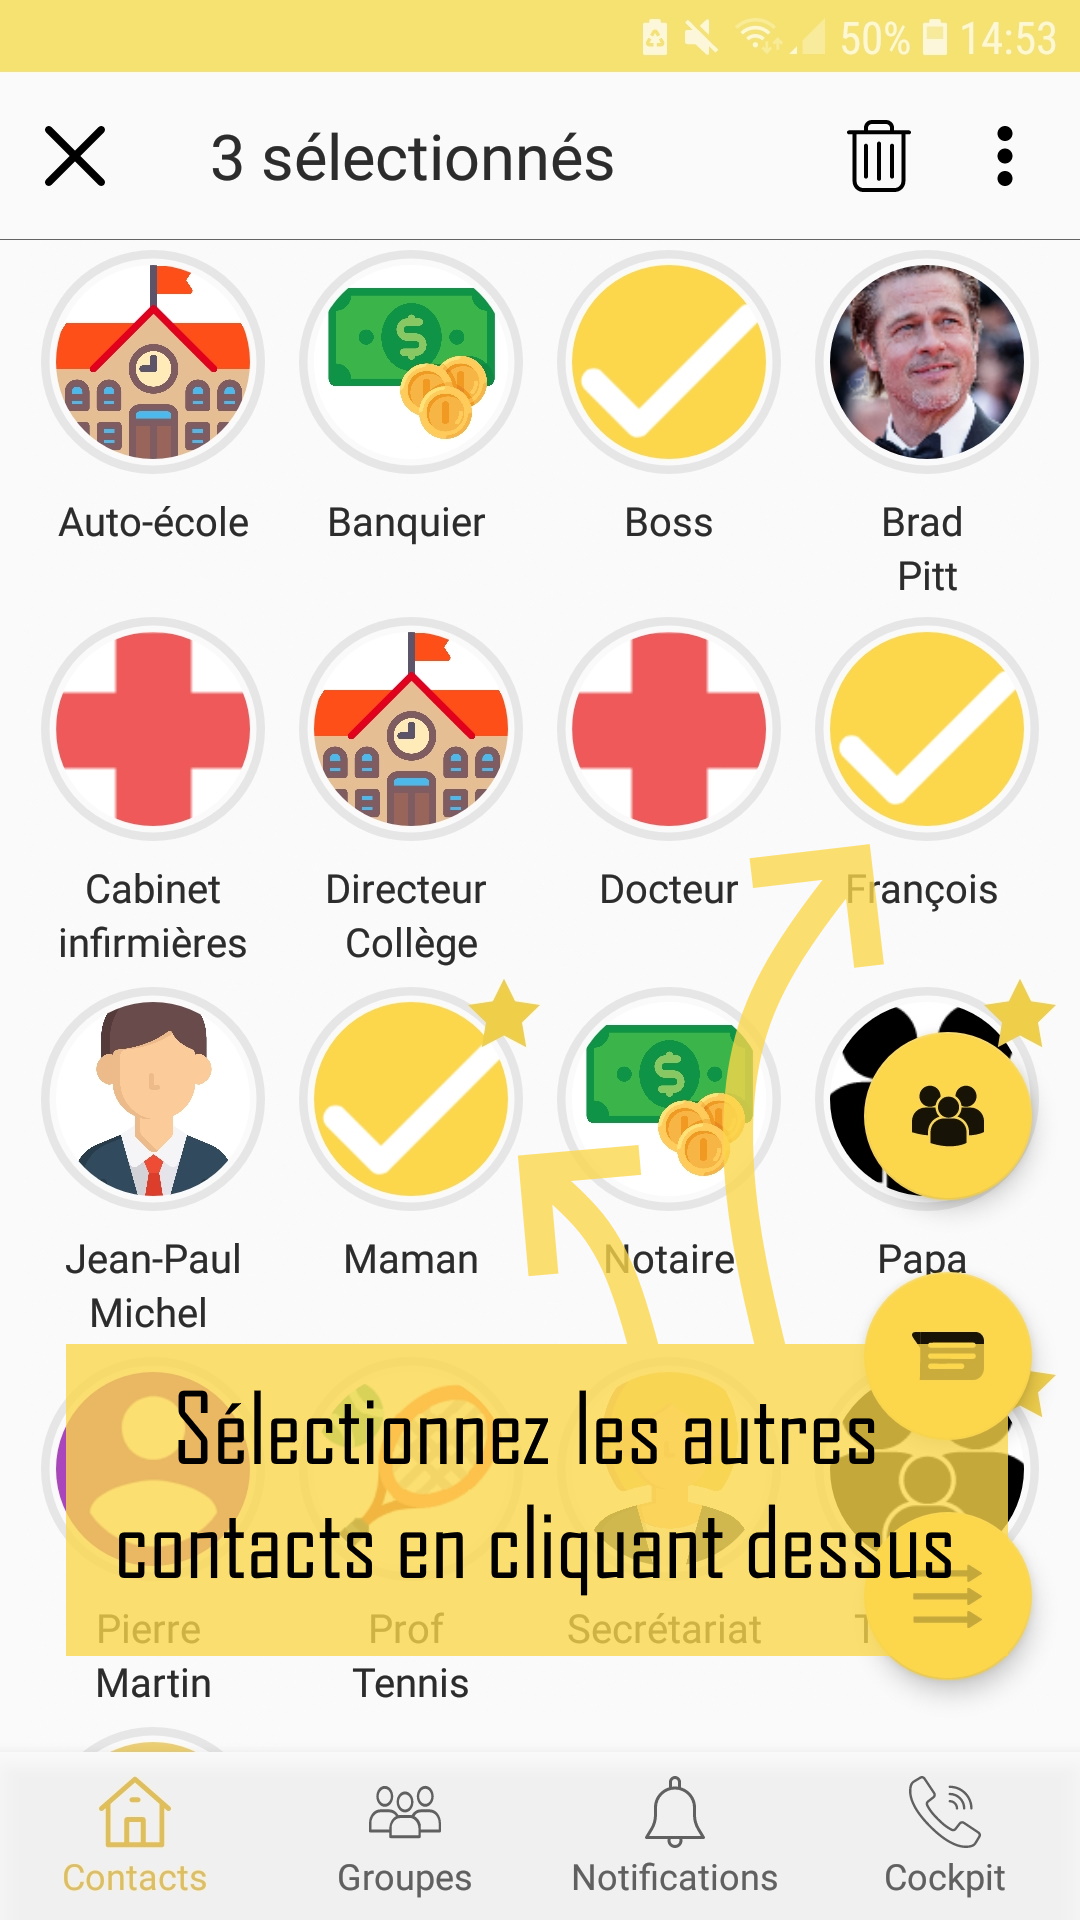 50% 14:53
3 sélectionnés
Auto-école Banquier Boss Brad
Pitt
Cabinet Directeur Docteur François
infirmières Collège
Jean-Paul Maman Notaire Papa
Michel
Sélectionnez les autres
contacts en cliquant dessus
Pierre Prof Secrétariat
Martin Tennis
Contacts Groupes Notifications Cockpit